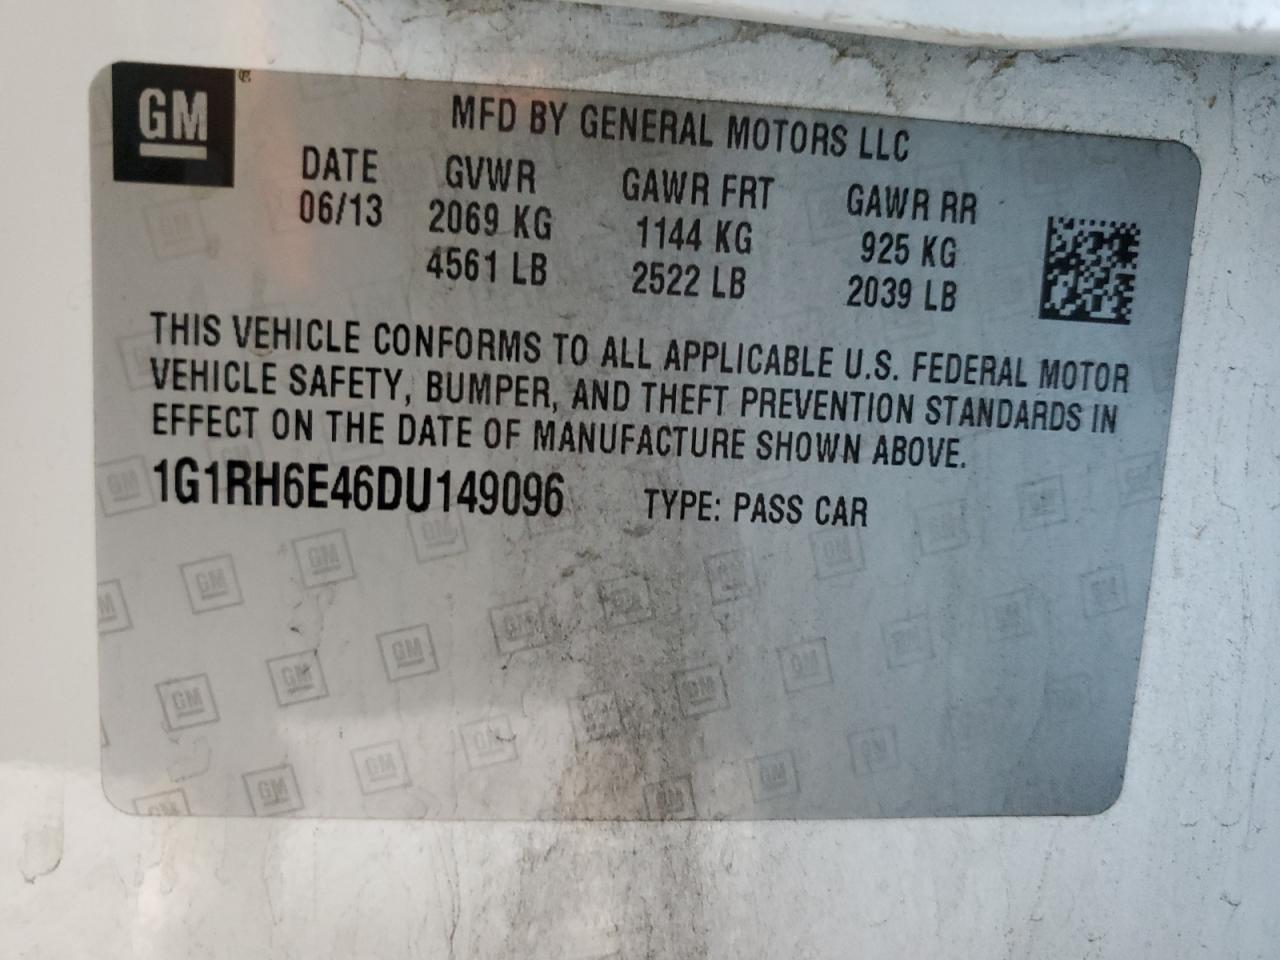 GM
MFD BY GENERAL MOTORS LLC
DATE GVWR GAWR FRT GAWR RR
06/13 2069 KG 1144 KG 925 KG
4561 LB 2522 LB 2039 LB
THIS VEHICLE CONFORMS TO ALL APPLICABLE U.S. FEDERAL MOTOR
VEHICLE SAFETY, BUMPER, AND THEFT PREVENTION STANDARDS IN
EFFECT ON THE DATE OF MANUFACTURE SHOWN ABOVE.
1G1RH6E46DU149096 TYPE: PASS CAR